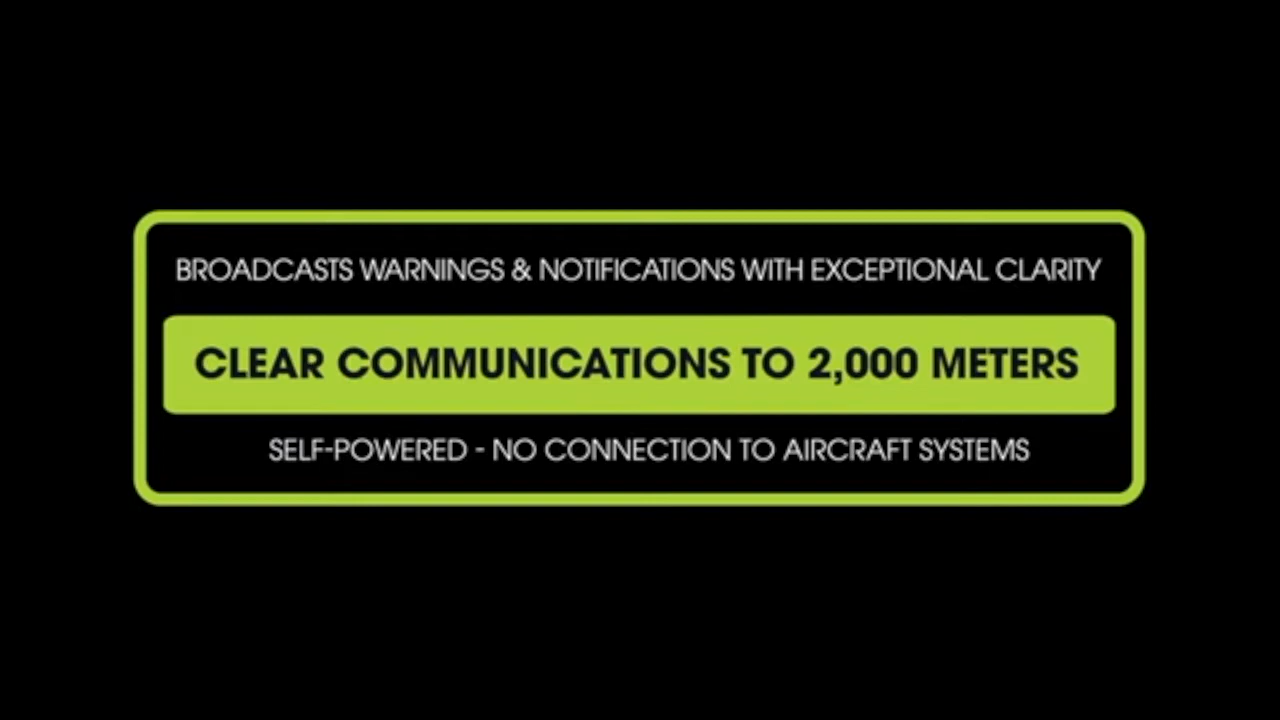 BROADCASTS WARNINGS & NOTIFICATIONS WITH EXCEPTIONAL CLARITY
CLEAR COMMUNICATIONS TO 2,000 METERS
SELF-POWERED - NO CONNECTION TO AIRCRAFT SYSTEMS